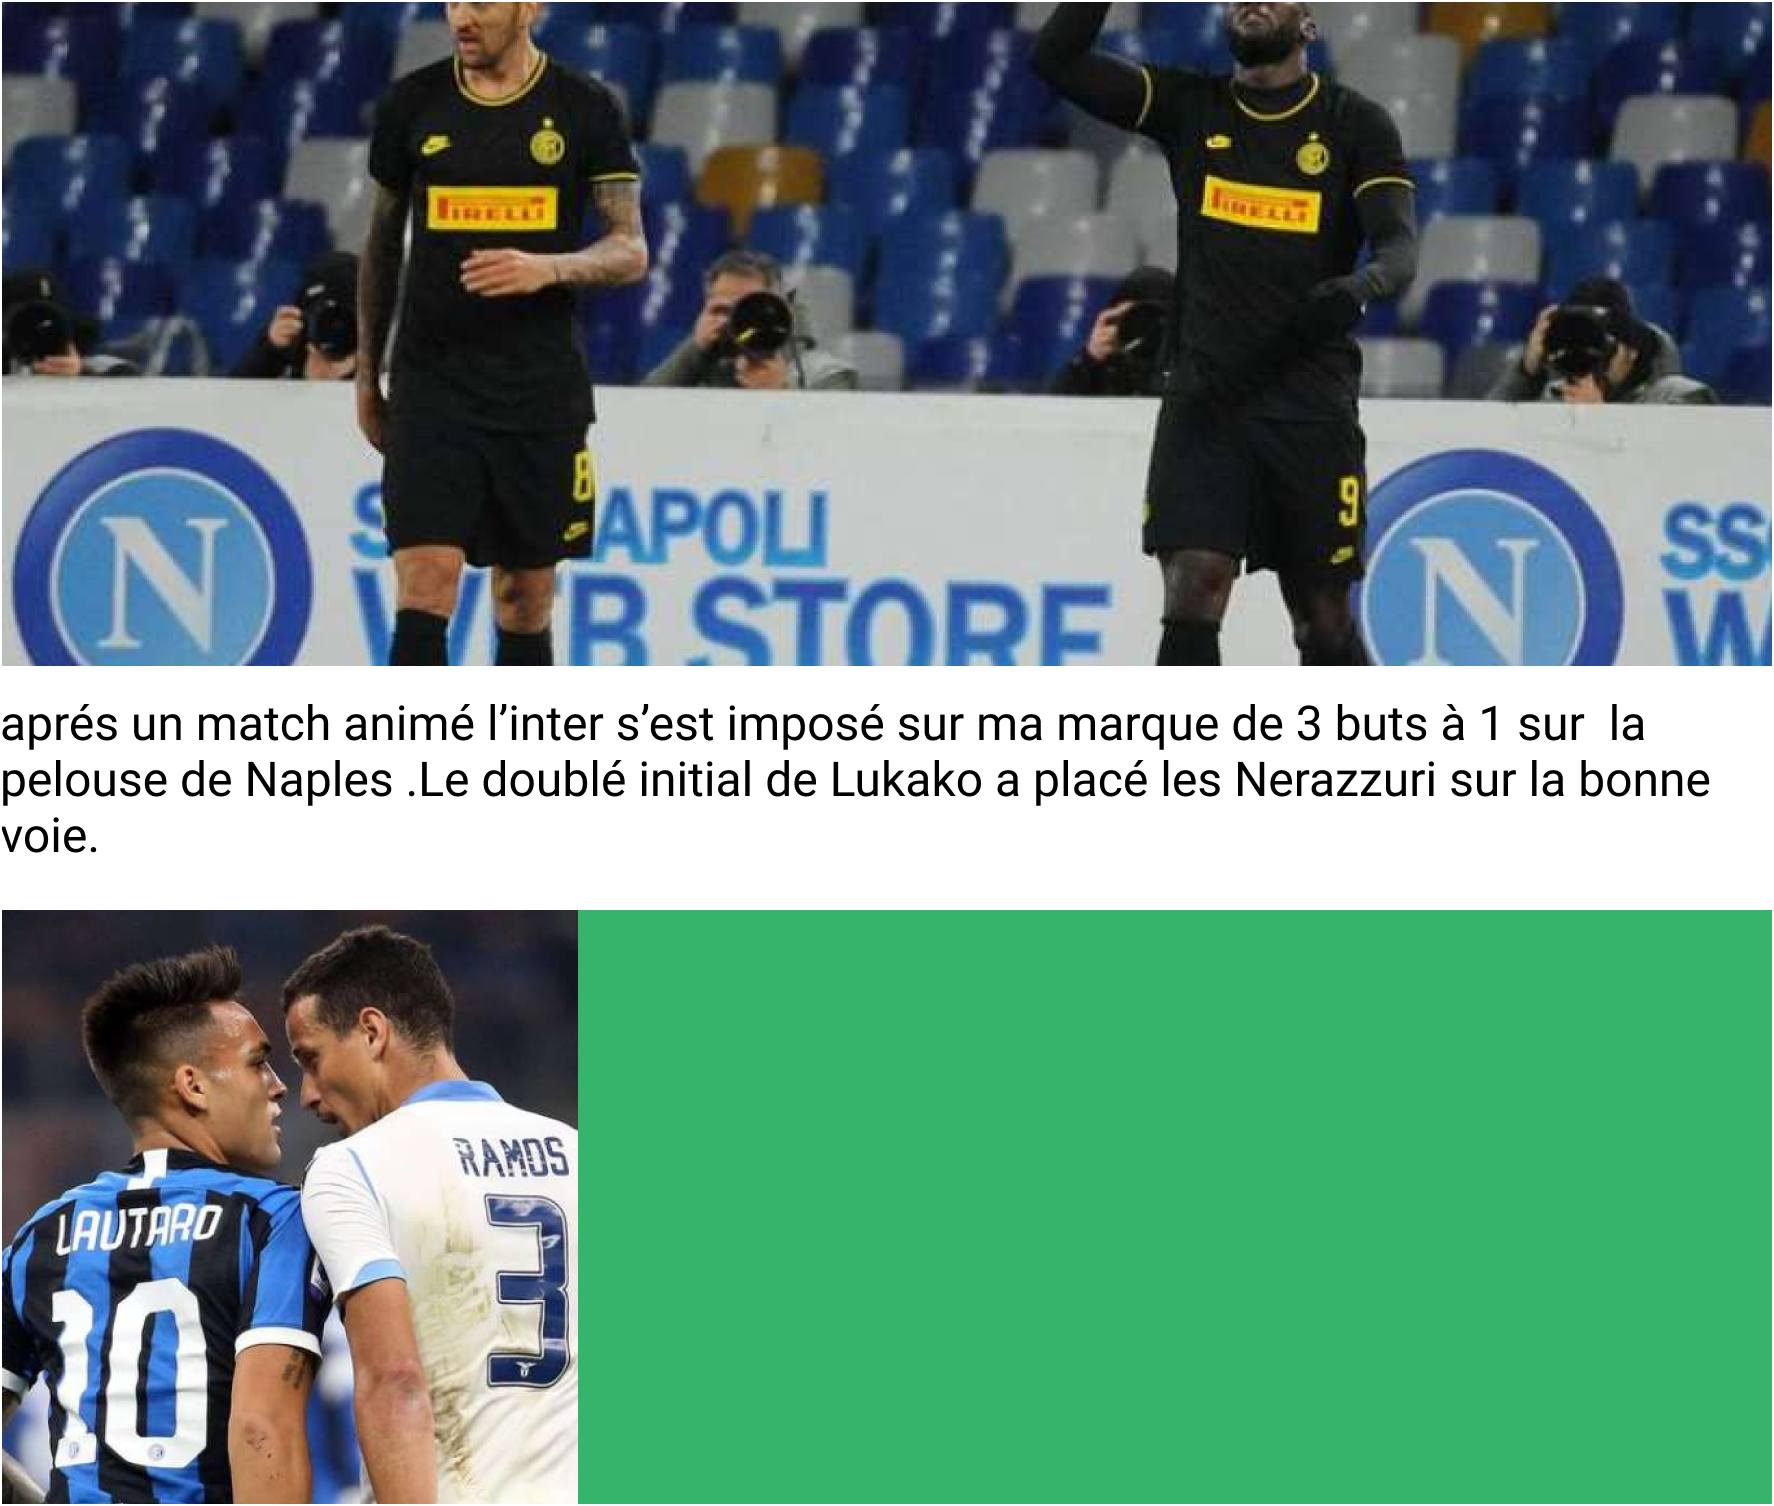 PIRELLI
PIRELLI
8
9
N
APOLI
STORE
N
SS
aprés un match animé l’inter s’est imposé sur ma marque de 3 buts à 1 sur  la
pelouse de Naples .Le doublé initial de Lukako a placé les Nerazzuri sur la bonne
voie.
RAMOS
3
LAUTARO
10